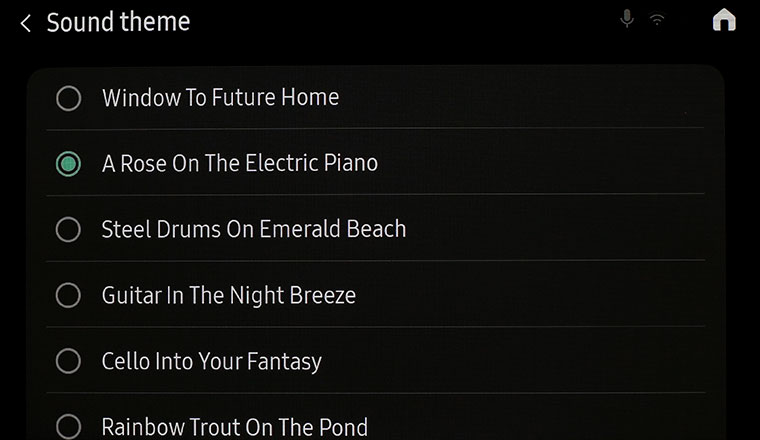 Sound theme
Window To Future Home
A Rose On The Electric Piano
Steel Drums On Emerald Beach
Guitar In The Night Breeze
Cello Into Your Fantasy
Rainbow Trout On The Pond